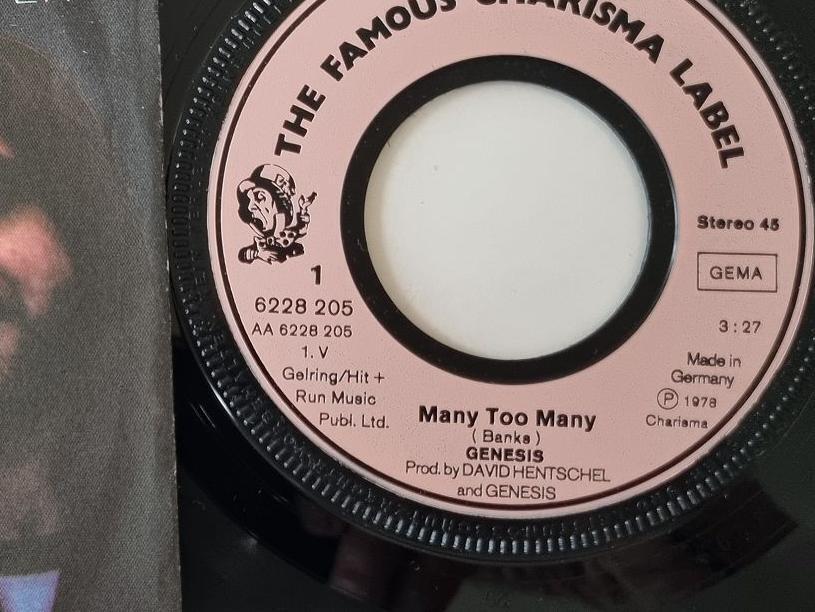 THE FAMOUS CHARISMA LABEL
1
6228 205
AA 6228 205
1. V
Gelring/Hit +
Run Music
Publ. Ltd.
Stereo 45
GEMA
3:27
Made in
Germany
Ⓟ 1978
Charisma
Many Too Many
(Banks)
GENESIS
Prod. by DAVID HENTSCHEL
and GENESIS